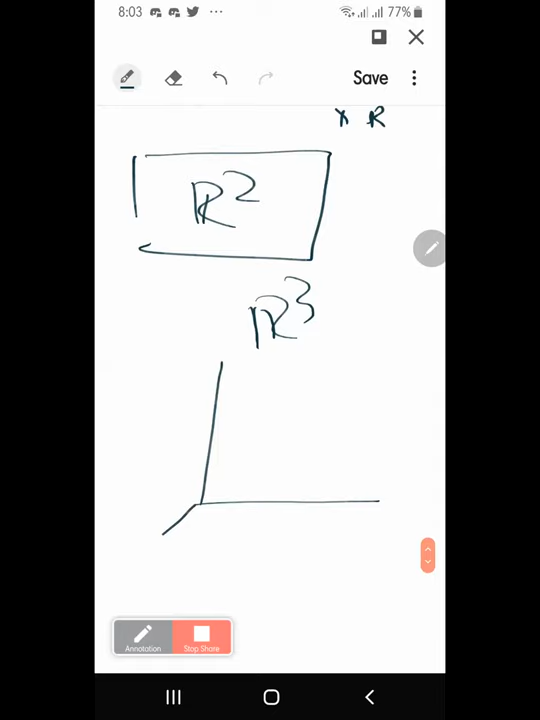 8:03 ··· 77%
Save
× R
ℝ²
ℝ³
Annotation Stop Share